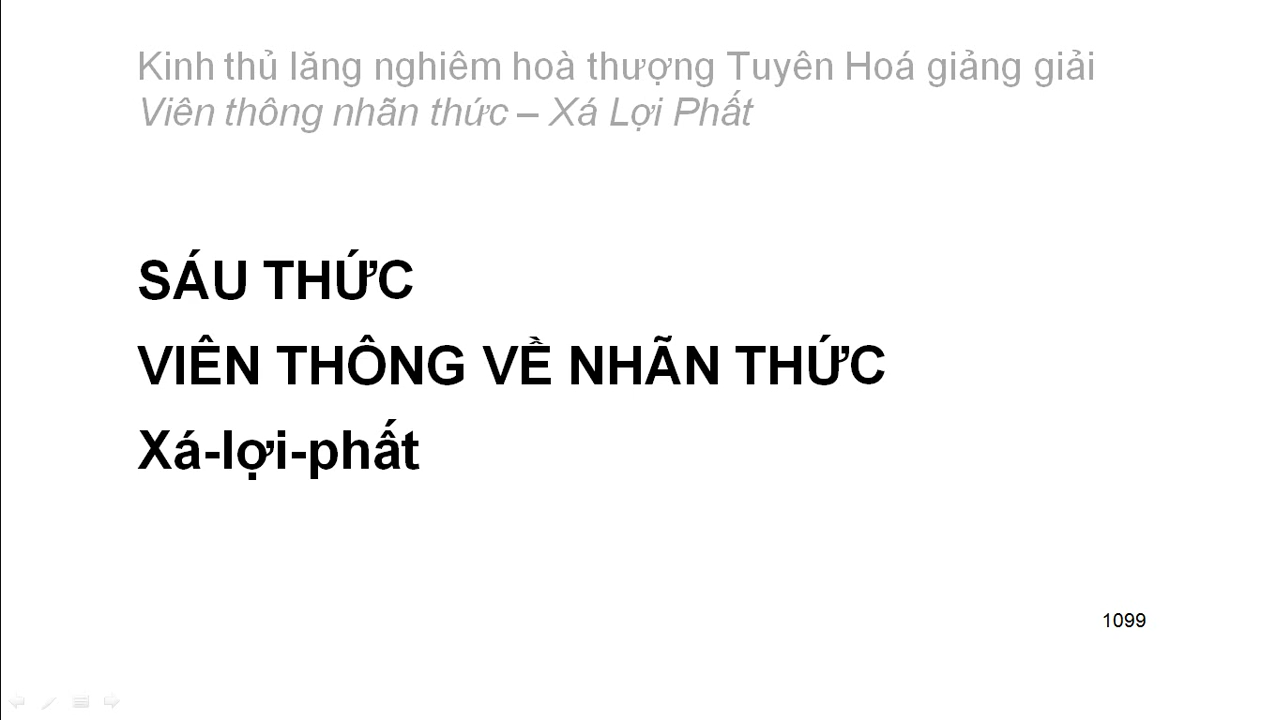 Kinh thủ lăng nghiêm hoà thượng Tuyên Hoá giảng giải
Viên thông nhãn thức – Xá Lợi Phất
SÁU THỨC
VIÊN THÔNG VỀ NHÃN THỨC
Xá-lợi-phất
1099